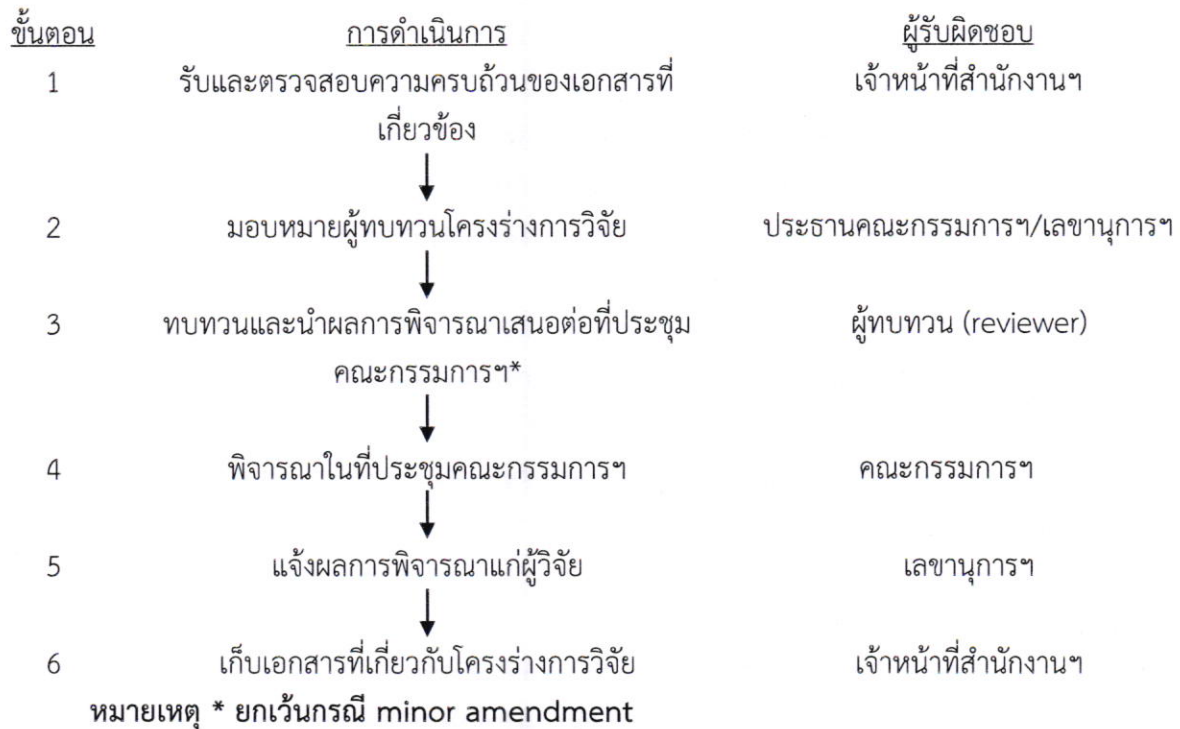 ขั้นตอน การดำเนินการ ผู้รับผิดชอบ
1 รับและตรวจสอบความครบถ้วนของเอกสารที่ เจ้าหน้าที่สำนักงานฯ
เกี่ยวข้อง
2 มอบหมายผู้ทบทวนโครงร่างการวิจัย ประธานคณะกรรมการฯ/เลขานุการฯ
3 ทบทวนและนำผลการพิจารณาเสนอต่อที่ประชุม ผู้ทบทวน (reviewer)
คณะกรรมการฯ*
4 พิจารณาในที่ประชุมคณะกรรมการฯ คณะกรรมการฯ
5 แจ้งผลการพิจารณาแก่ผู้วิจัย เลขานุการฯ
6 เก็บเอกสารที่เกี่ยวกับโครงร่างการวิจัย เจ้าหน้าที่สำนักงานฯ
หมายเหตุ * ยกเว้นกรณี minor amendment